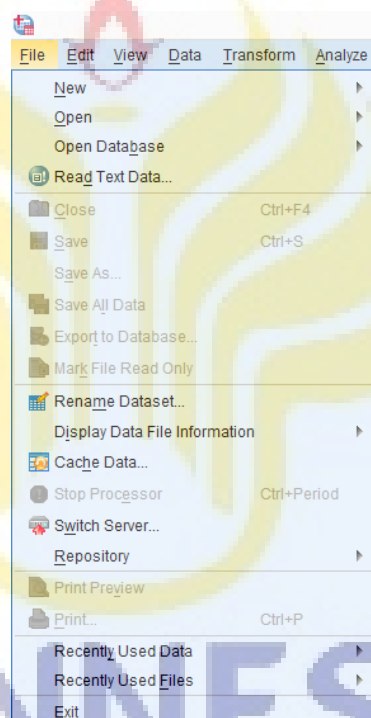 File Edit View Data Transform Analyze
New
Open
Open Database
Read Text Data...
Close Ctrl+F4
Save Ctrl+S
Save As...
Save All Data
Export to Database...
Mark File Read Only
Rename Dataset...
Display Data File Information
Cache Data...
Stop Processor Ctrl+Period
Switch Server...
Repository
Print Preview
Print... Ctrl+P
Recently Used Data
Recently Used Files
Exit